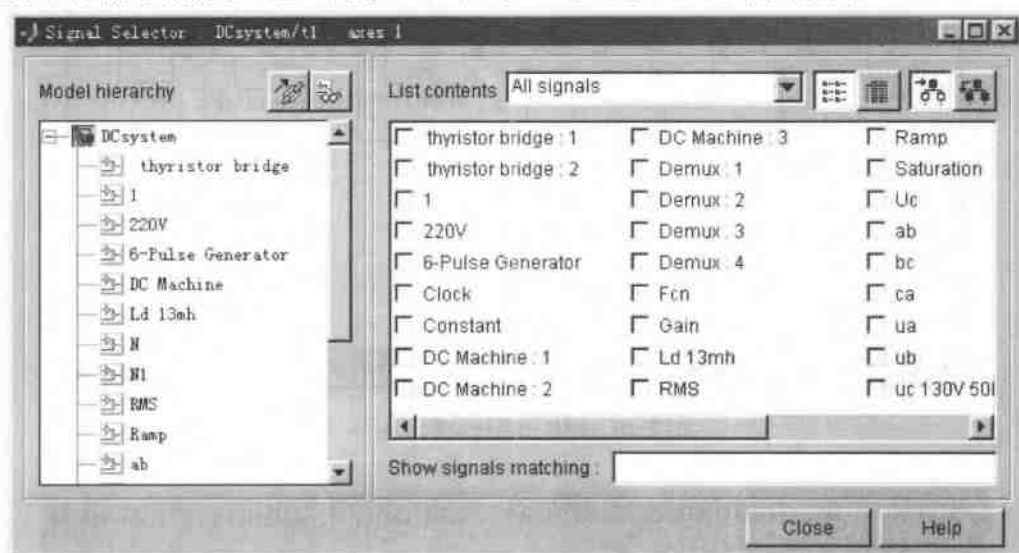 Signal Selector : DCsystem/t1 axes 1
Model hierarchy
DCsystem
thyristor bridge
1
220V
6-Pulse Generator
DC Machine
Ld 13mh
N
N1
RMS
Ramp
ab
List contents All signals
thyristor bridge : 1
thyristor bridge : 2
1
220V
6-Pulse Generator
Clock
Constant
DC Machine : 1
DC Machine : 2
DC Machine : 3
Demux : 1
Demux : 2
Demux : 3
Demux : 4
Fcn
Gain
Ld 13mh
RMS
Ramp
Saturation
Uc
ab
bc
ca
ua
ub
uc 130V 50
Show signals matching :
Close
Help